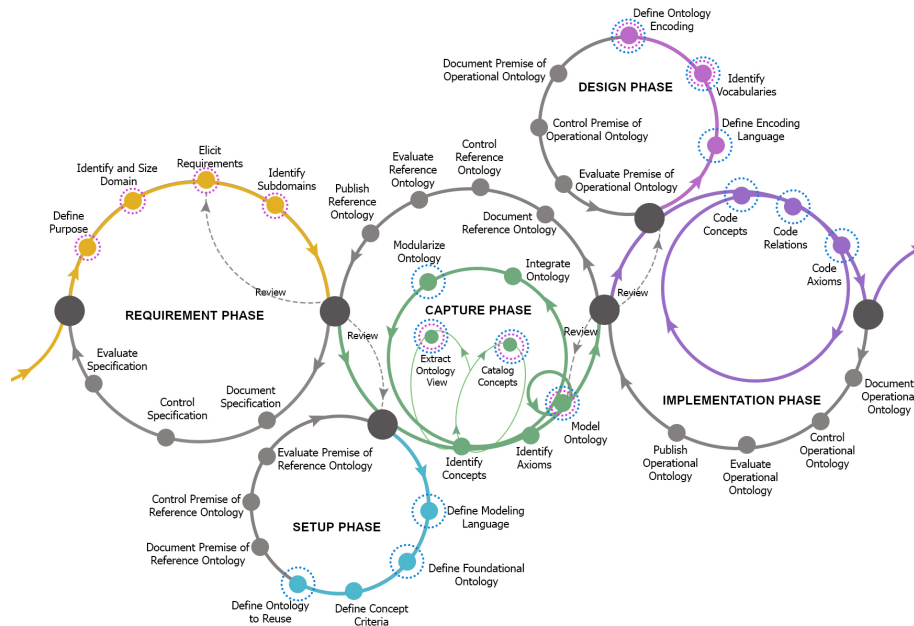 Define Ontology
Encoding
Document Premise of
Operational Ontology
DESIGN PHASE
Identify
Vocabularies
Control Premise of
Operational Ontology
Define Encoding
Language
Evaluate Premise of
Operational Ontology
Elicit
Requirements
Identify and Size
Domain
Identify
Subdomains
Define
Purpose
Review
REQUIREMENT PHASE
Evaluate
Specification
Control
Specification
Document
Specification
Control
Reference Ontology
Evaluate
Reference
Ontology
Publish
Reference
Ontology
Document
Reference Ontology
Modularize
Ontology
Integrate
Ontology
Review
CAPTURE PHASE
Review
Extract
Ontology
View
Catalog
Concepts
Model
Ontology
Identify
Concepts
Identify
Axioms
Review
Code
Concepts
Code
Relations
Code
Axioms
IMPLEMENTATION PHASE
Document
Operational
Ontology
Control
Operational
Ontology
Evaluate
Operational
Ontology
Publish
Operational
Ontology
Evaluate Premise of
Reference Ontology
Control Premise of
Reference Ontology
SETUP PHASE
Define Modeling
Language
Document Premise of
Reference Ontology
Define Foundational
Ontology
Define Ontology
to Reuse
Define Concept
Criteria